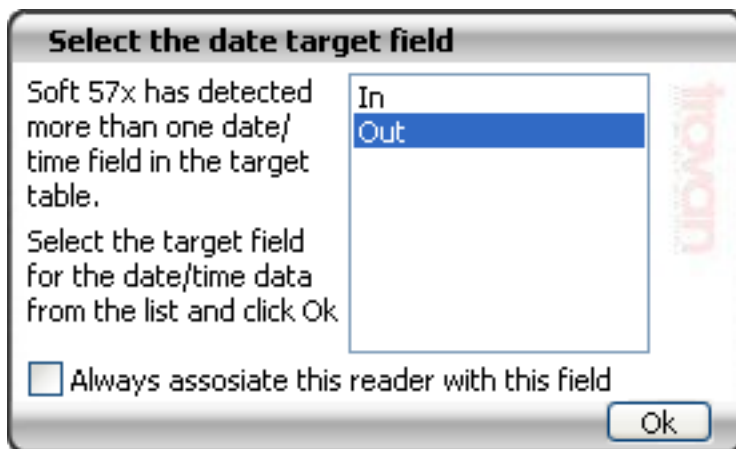 Select the date target field
Soft 57x has detected
more than one date/
time field in the target
table.
Select the target field
for the date/time data
from the list and click Ok
In
Out
trovan
Always assosiate this reader with this field
Ok